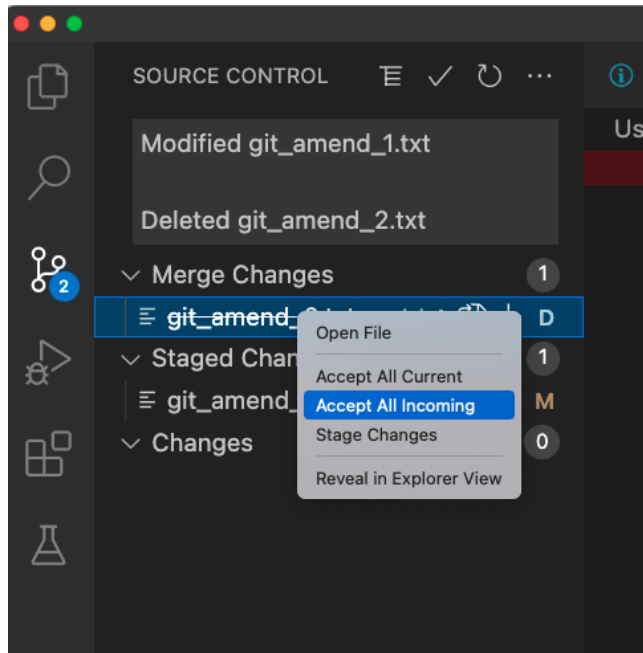 SOURCE CONTROL
Us
Modified git_amend_1.txt
Deleted git_amend_2.txt
2
Merge Changes 1
git_amend_ D
Open File
Staged Chan 1
Accept All Current
git_amend_ M
Accept All Incoming
Changes 0
Stage Changes
Reveal in Explorer View